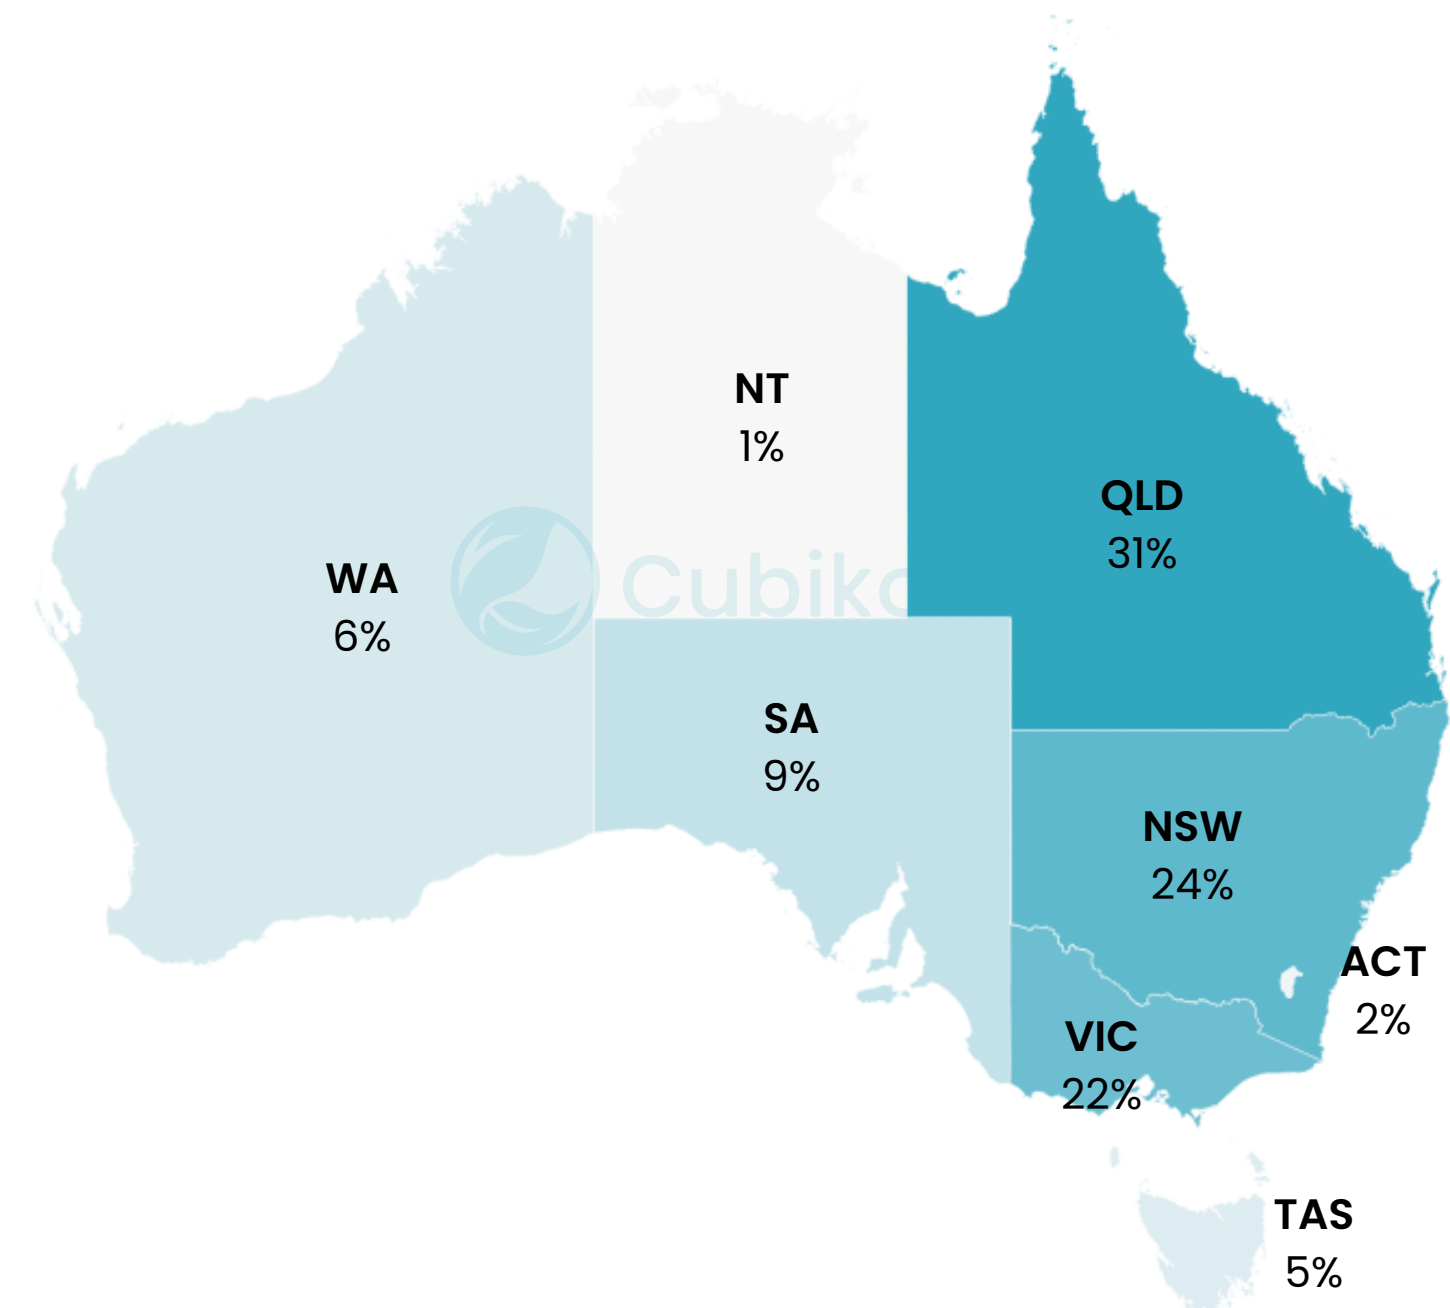 NT
1%
QLD
31%
WA
6%
Cubiko
SA
9%
NSW
24%
ACT
2%
VIC
22%
TAS
5%